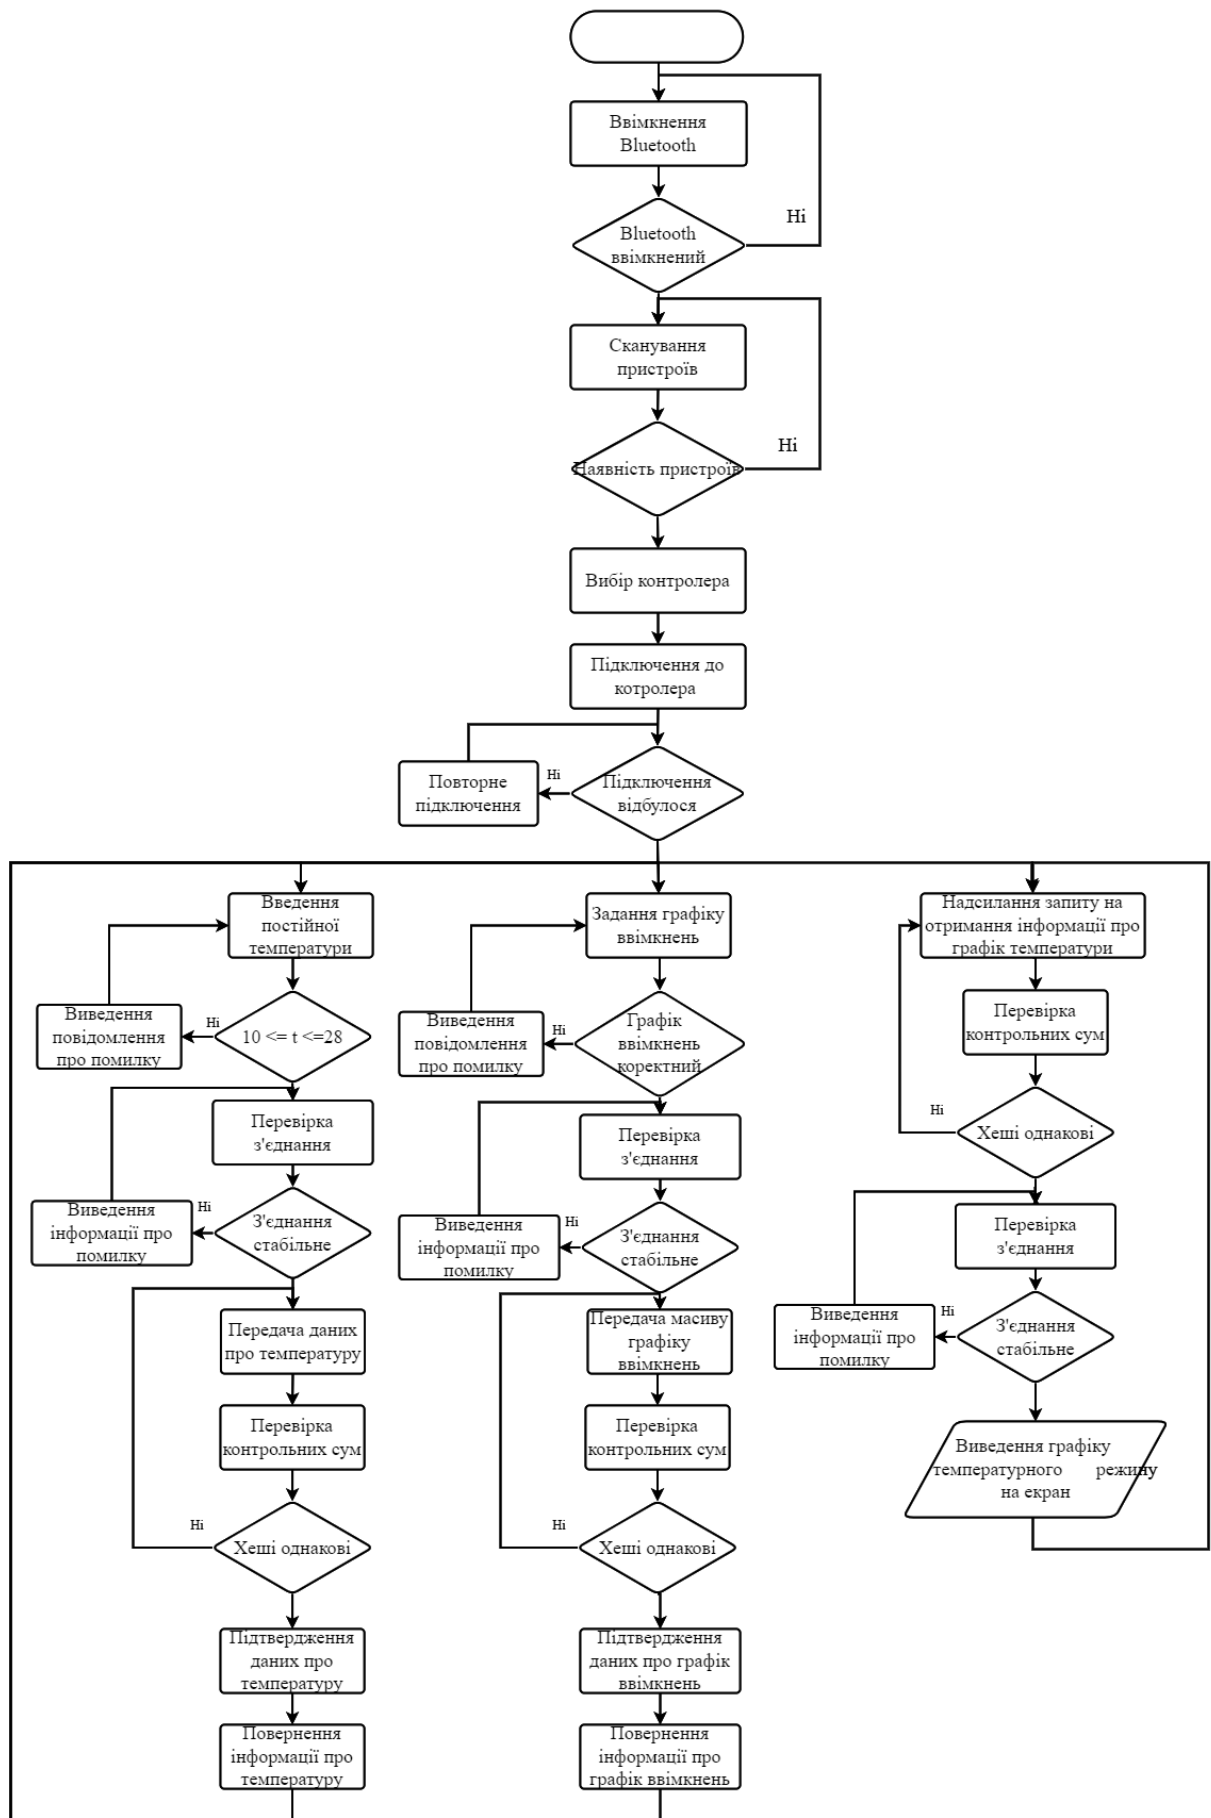 Ввімкнення
Bluetooth
Ні
Bluetooth
ввімкнений
Сканування
пристроїв
Ні
Наявність пристроїв
Вибір контролера
Підключення до
котролера
Повторне
підключення
Ні
Підключення
відбулося
Введення
постійної
температури
Виведення
повідомлення
про помилку
Ні
10 <= t <=28
Перевірка
з'єднання
Виведення
інформації про
помилку
Ні
З'єднання
стабільне
Передача даних
про температуру
Перевірка
контрольних сум
Ні
Хеші однакові
Підтвердження
даних про
температуру
Повернення
інформації про
температуру
Задання графіку
ввімкнень
Виведення
повідомлення
про помилку
Ні
Графік
ввімкнень
коректний
Перевірка
з'єднання
Виведення
інформації про
помилку
Ні
З'єднання
стабільне
Передача масиву
графіку
ввімкнень
Перевірка
контрольних сум
Ні
Хеші однакові
Підтвердження
даних про графік
ввімкнень
Повернення
інформації про
графік ввімкнень
Надсилання запиту на
отримання інформації про
графік температури
Перевірка
контрольних сум
Ні
Хеші однакові
Перевірка
з'єднання
Виведення
інформації про
помилку
Ні
З'єднання
стабільне
Виведення графіку
температурного режину
на екран